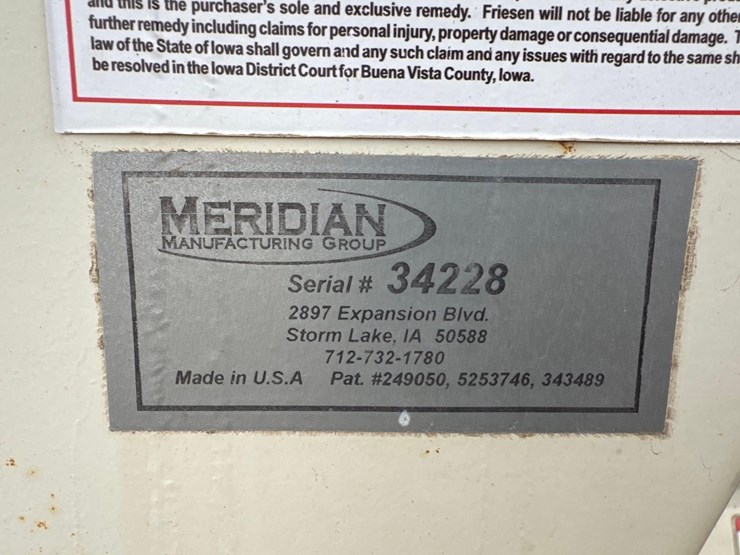 and this is the purchaser's sole and exclusive remedy. Friesen will not be liable for any other
further remedy including claims for personal injury, property damage or consequential damage.
law of the State of Iowa shall govern and any such claim and any issues with regard to the same
be resolved in the Iowa District Court for Buena Vista County, Iowa.
MERIDIAN
MANUFACTURING GROUP
Serial # 34228
2897 Expansion Blvd.
Storm Lake, IA 50588
712-732-1780
Made in U.S.A Pat. #249050, 5253746, 343489